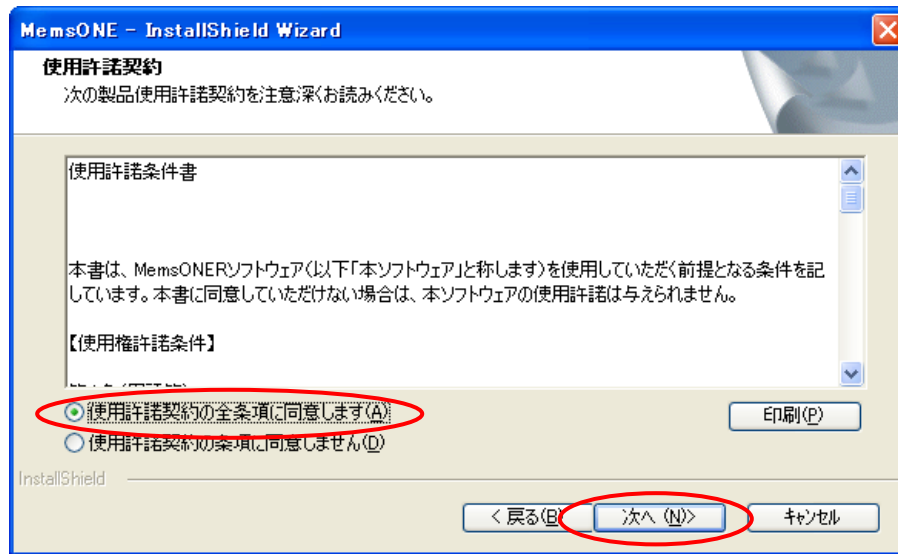 MemsONE - InstallShield Wizard
使用許諾契約
次の製品使用許諾契約を注意深くお読みください。
使用許諾条件書
本書は、MemsONERソフトウェア(以下「本ソフトウェア」と称します)を使用していただく前提となる条件を記
しています。本書に同意していただけない場合は、本ソフトウェアの使用許諾は与えられません。
【使用権許諾条件】
使用許諾契約の全条項に同意します(A)
印刷(P)
使用許諾契約の条項に同意しません(D)
InstallShield
< 戻る(B)
次へ (N)>
キャンセル